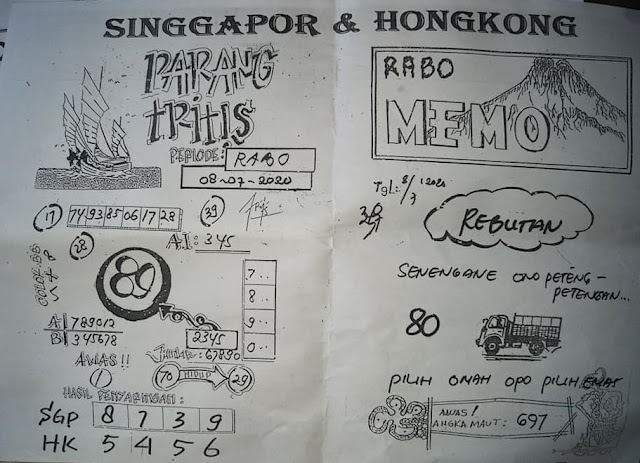 SINGGAPOR & HONGKONG
PARANG
TRITIS
PERIODE: RABO
08-07-2020
17 74 93 85 06 17 28 39
28
A.I: 345
89
7..
8..
9..
0..
A 789012
B 345678
2345
67890
AWAS!!
1
70 HIDUP 29
HASIL PENYARINGAN:
SGP 8 7 3 9
HK 5 4 5 6
RABO
MEMO
TgL: 8/7 2020
REBUTAN
SENENGANE ONO PETENG -
PETENGAN...
80
PILIH ONAH OPO PILIH ENAT
AWAS!
ANGKA MAUT: 697